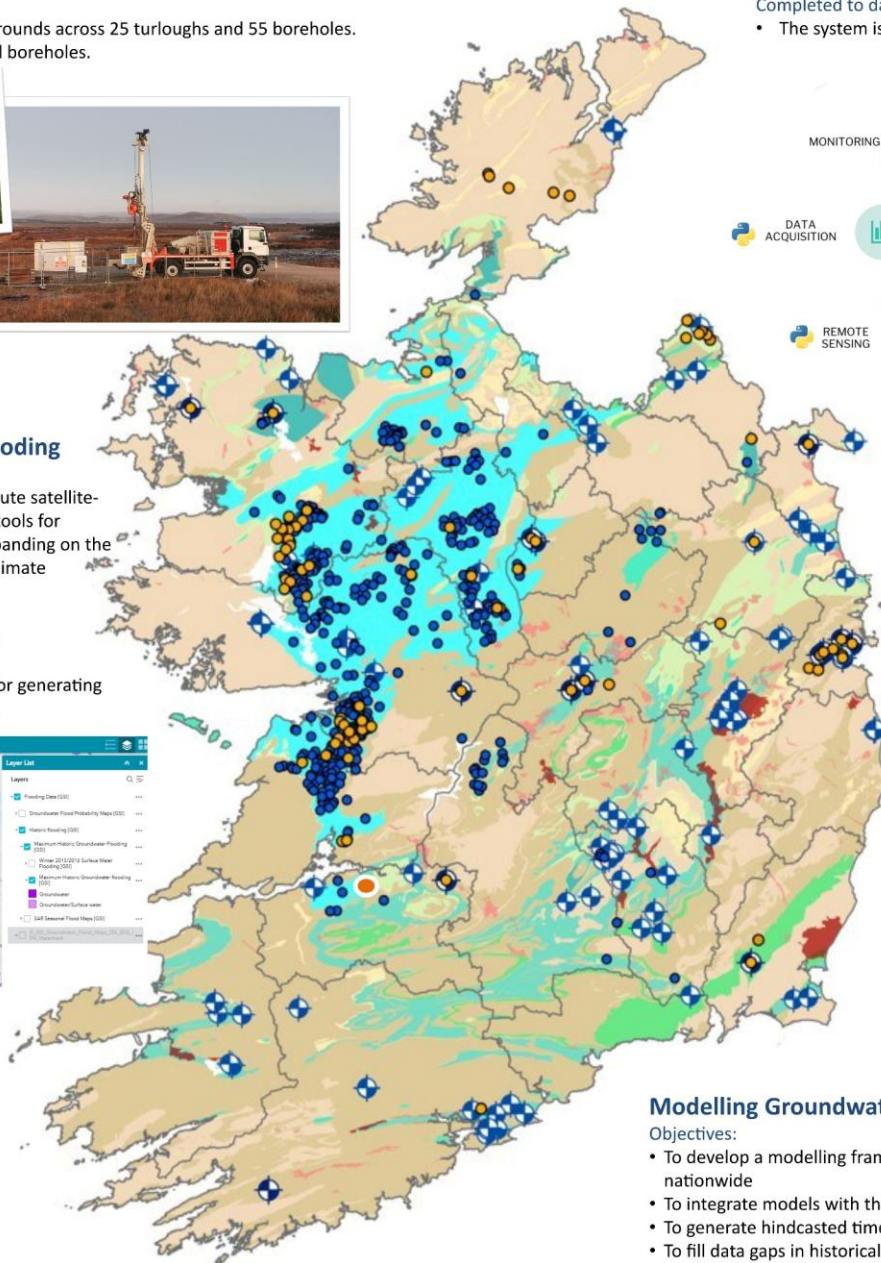 rounds across 25 turloughs and 55 boreholes.
boreholes.
Completed to da
• The system is
MONITORING
DATA
ACQUISITION
REMOTE
SENSING
oding
ute satellite-
tools for
panding on the
imate
or generating
Layer List
Layers
Flooding Data [GSI]
Groundwater Flood Probability Maps [GSI]
Historic flooding [GSI]
Maximum Historic Groundwater Flooding
[GSI]
Winter 2015/2016 Surface Water
Flooding [GSI]
Maximum Historic Groundwater flooding
[GSI]
Groundwater
Groundwater/Surface water
SAR Seasonal Flood Maps [GSI]
Modelling Groundwat
Objectives:
• To develop a modelling fran
nationwide
• To integrate models with th
• To generate hindcasted time
• To fill data gaps in historical